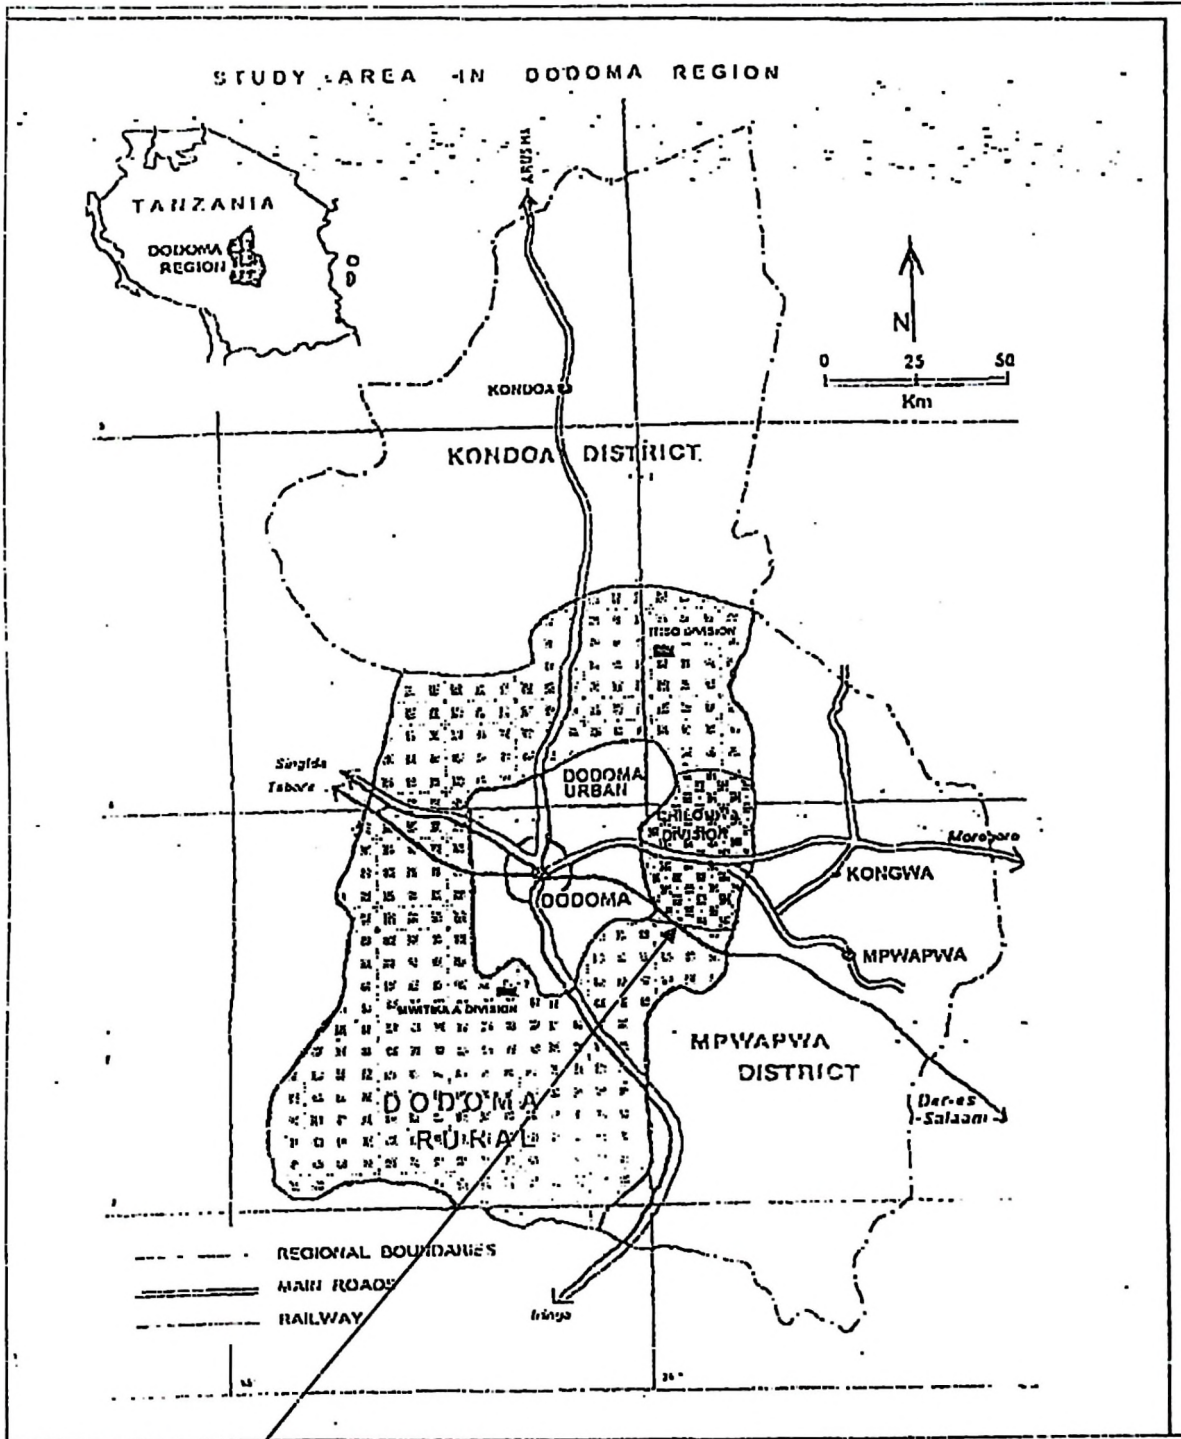 STUDY AREA IN DODOMA REGION
ARUSHA
TANZANIA
DODOMA
REGION
N
0 25 50
Km
KONDOA
KONDOA DISTRICT
ITISO DIVISION
Singida
Tabora
DODOMA
URBAN
DIVISION
Morogoro
KONGWA
DODOMA
MPWAPWA
DIVISION
MPWAPWA
DISTRICT
DODOMA
RURAL
Dar-es
-Salaam
REGIONAL BOUNDARIES
MAIN ROADS
RAILWAY
Iringa